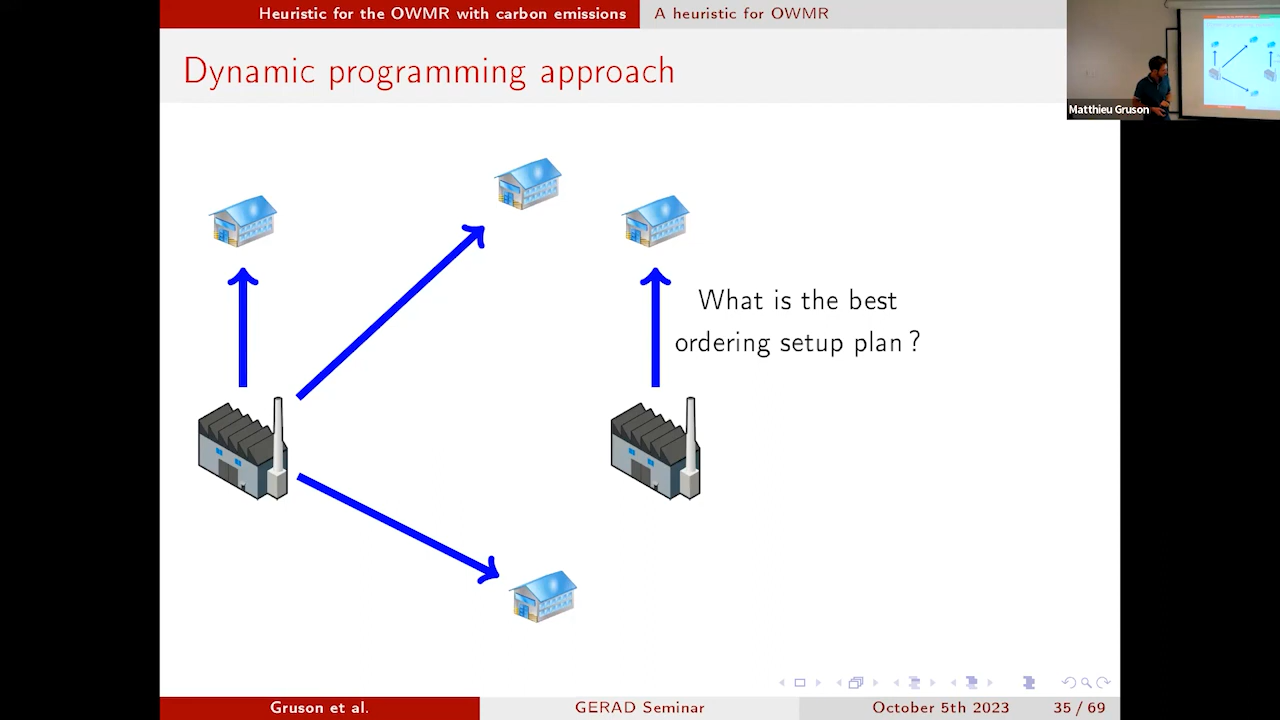 Heuristic for the OWMR with carbon emissions
A heuristic for OWMR
Dynamic programming approach
Matthieu Gruson
What is the best
ordering setup plan ?
Gruson et al.
GERAD Seminar
October 5th 2023
35 / 69